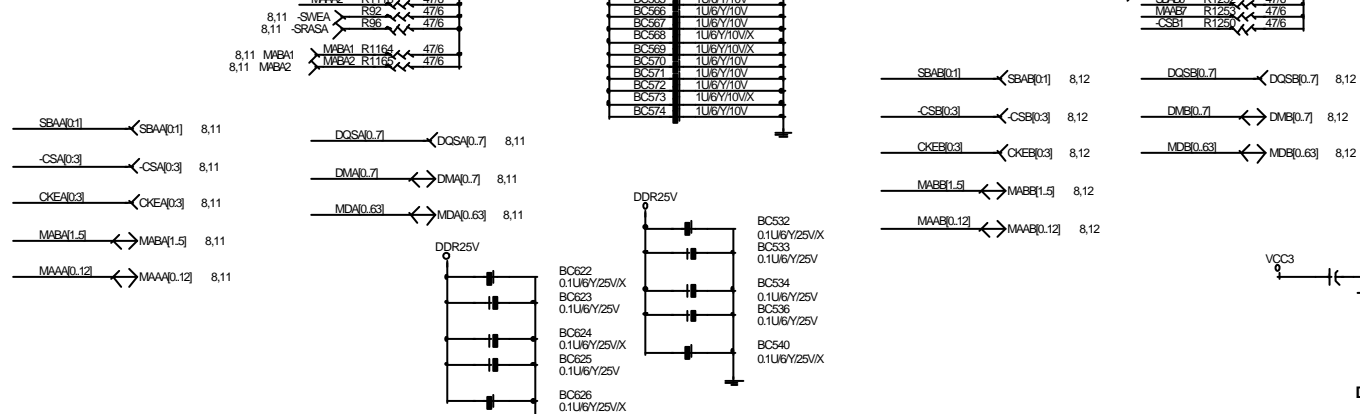 R92 47/6
8,11 -SWEA
R96 47/6
8,11 -SRASA
8,11 MABA1 MABA1 R1164 47/6
8,11 MABA2 MABA2 R1165 47/6
BC566 1U/6/Y/10V
BC567 1U/6/Y/10V
BC568 1U/6/Y/10V/X
BC569 1U/6/Y/10V/X
BC570 1U/6/Y/10V
BC571 1U/6/Y/10V
BC572 1U/6/Y/10V
BC573 1U/6/Y/10V/X
BC574 1U/6/Y/10V
MAAB7 R1253 47/6
-CSB1 R1250 47/6
SBAA[0:1] SBAA[0:1] 8,11
-CSA[0:3] -CSA[0:3] 8,11
CKEA[0:3] CKEA[0:3] 8,11
MABA[1..5] MABA[1..5] 8,11
MAAA[0..12] MAAA[0..12] 8,11
DQSA[0..7] DQSA[0..7] 8,11
DMA[0..7] DMA[0..7] 8,11
MDA[0..63] MDA[0..63] 8,11
DDR25V
BC622
0.1U/6/Y/25V/X
BC623
0.1U/6/Y/25V
BC624
0.1U/6/Y/25V/X
BC625
0.1U/6/Y/25V
BC626
0.1U/6/Y/25V/X
DDR25V
BC532
0.1U/6/Y/25V/X
BC533
0.1U/6/Y/25V
BC534
0.1U/6/Y/25V
BC536
0.1U/6/Y/25V
BC540
0.1U/6/Y/25V/X
SBAB[0:1] SBAB[0:1] 8,12
-CSB[0:3] -CSB[0:3] 8,12
CKEB[0:3] CKEB[0:3] 8,12
MABB[1..5] MABB[1..5] 8,12
MAAB[0..12] MAAB[0..12] 8,12
DQSB[0..7] DQSB[0..7] 8,12
DMB[0..7] DMB[0..7] 8,12
MDB[0..63] MDB[0..63] 8,12
VCC3